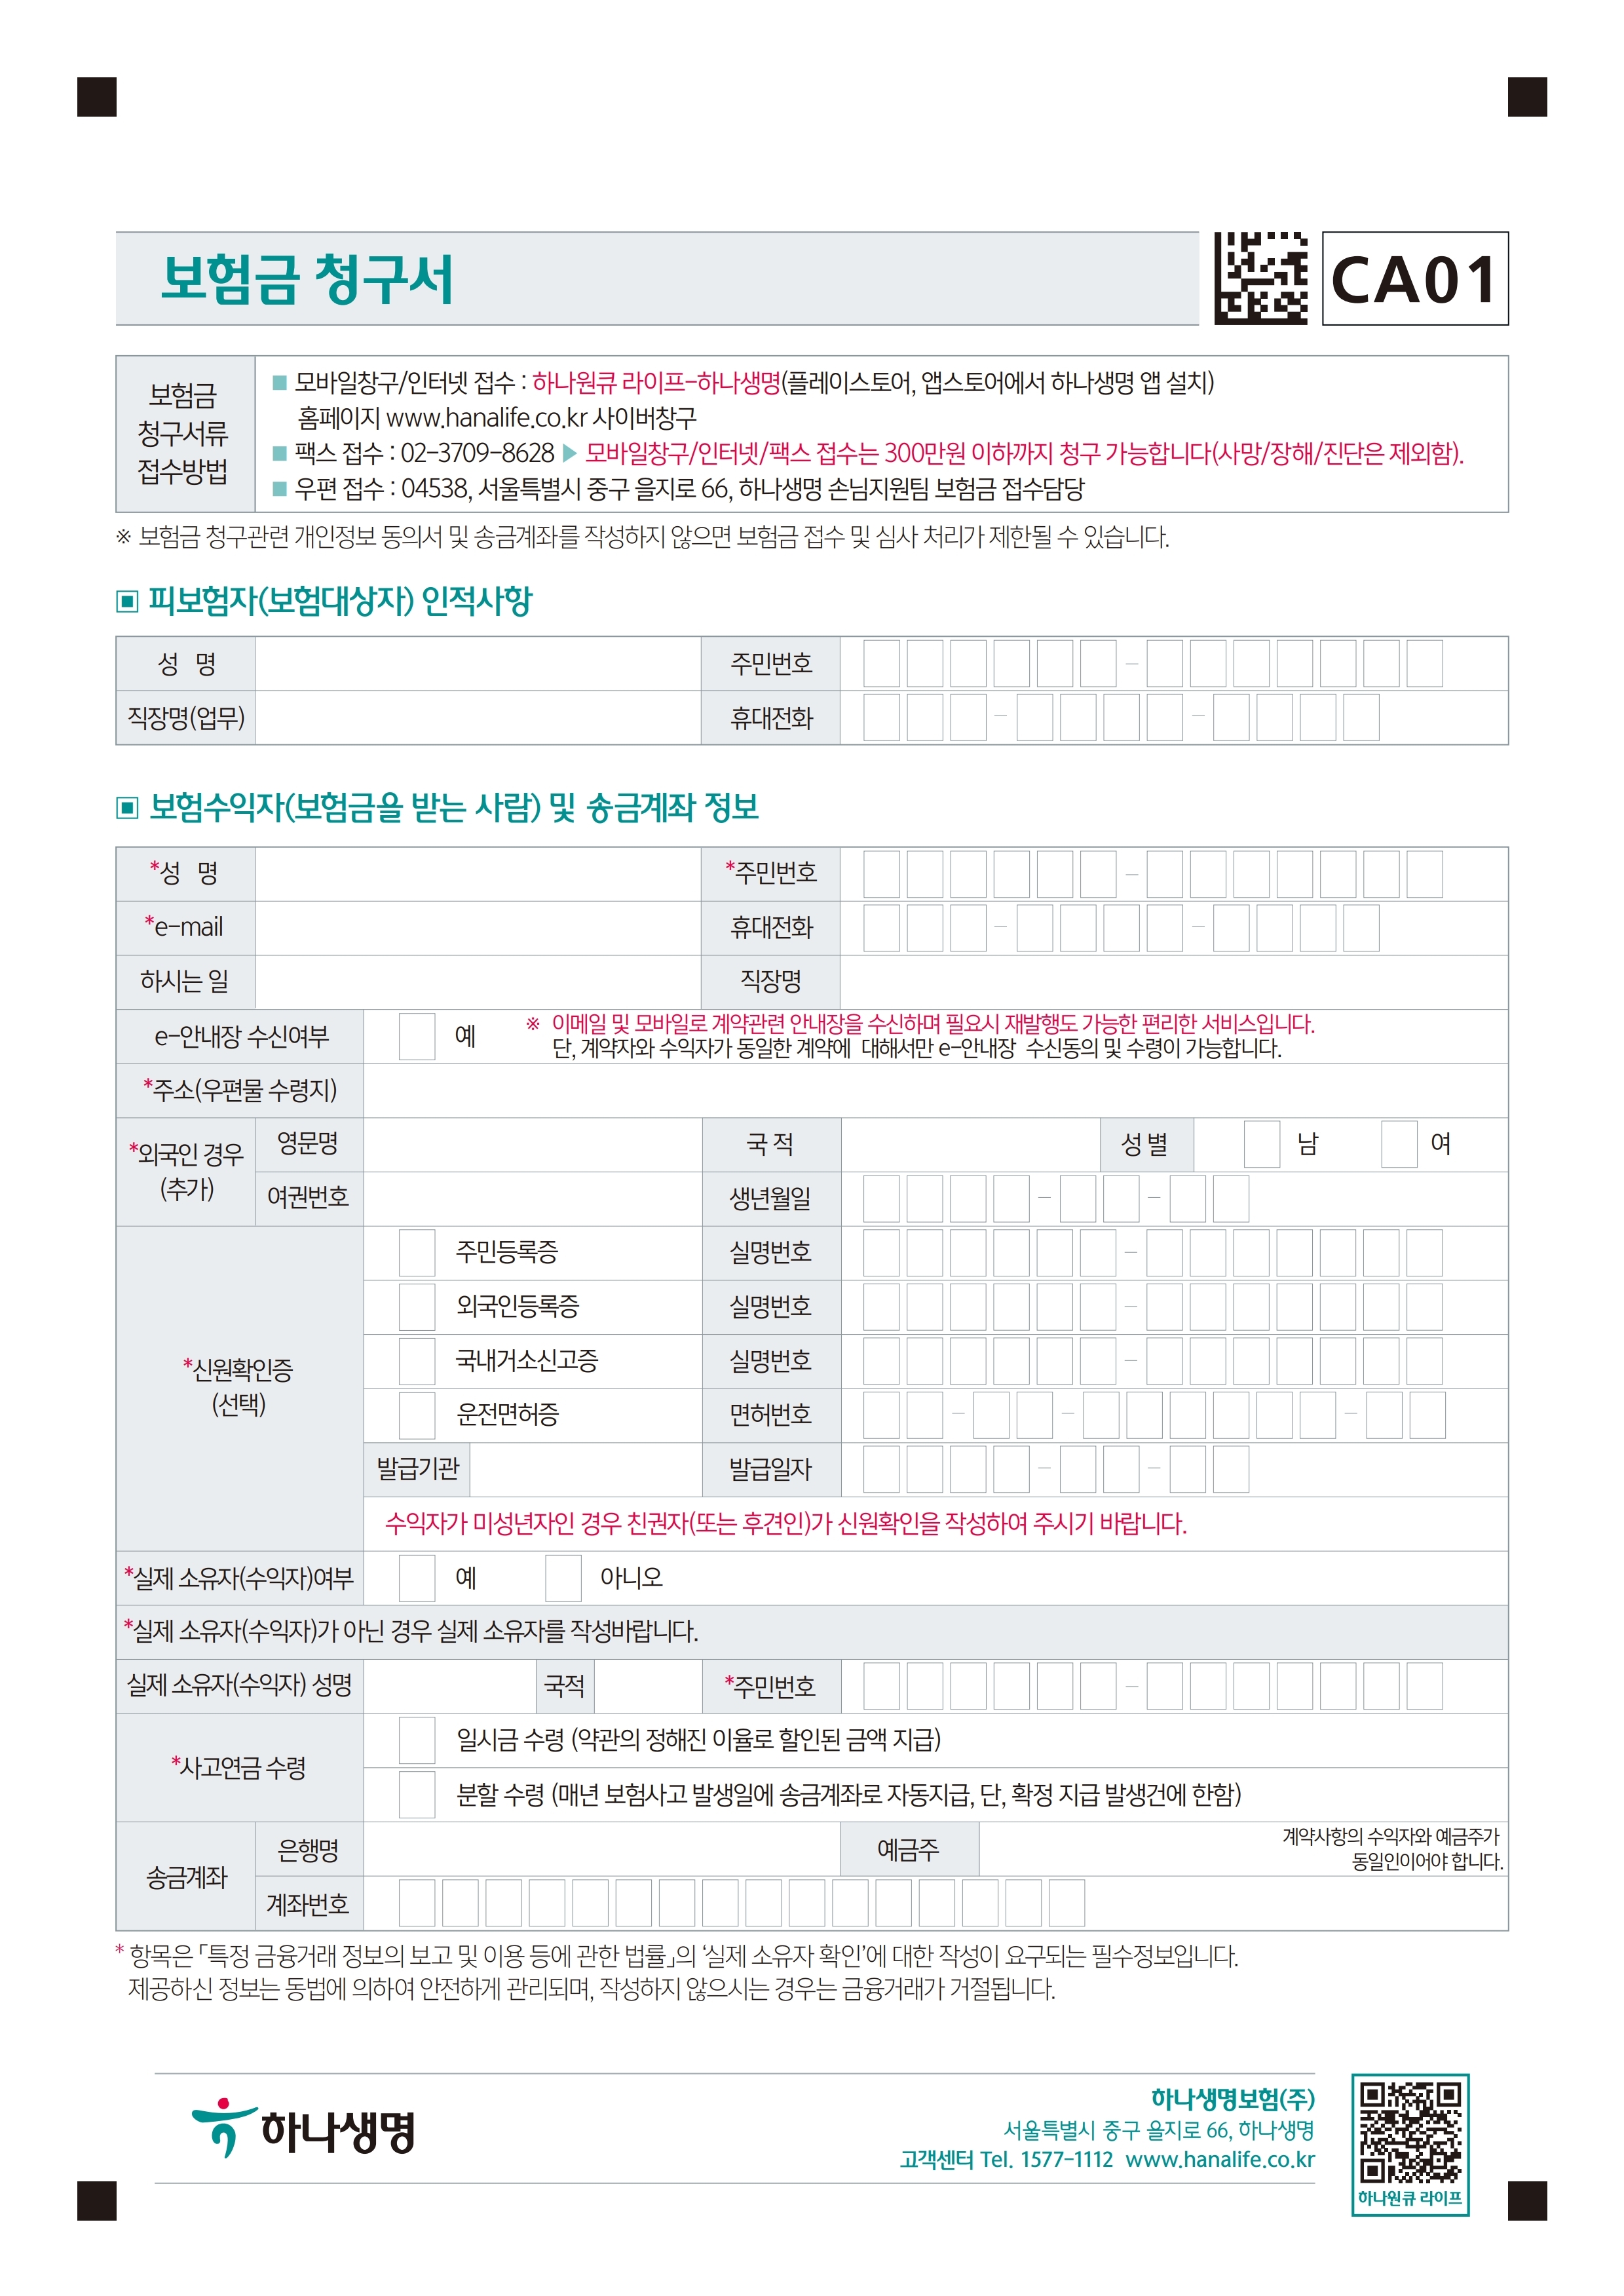 보험금 청구서
CA01
보험금
청구서류
접수방법
■ 모바일창구/인터넷 접수 : 하나원큐 라이프-하나생명(플레이스토어, 앱스토어에서 하나생명 앱 설치)
홈페이지 www.hanalife.co.kr 사이버창구
■ 팩스 접수 : 02-3709-8628 ▶ 모바일창구/인터넷/팩스 접수는 300만원 이하까지 청구 가능합니다(사망/장해/진단은 제외함).
■ 우편 접수 : 04538, 서울특별시 중구 을지로 66, 하나생명 손님지원팀 보험금 접수담당
※ 보험금 청구관련 개인정보 동의서 및 송금계좌를 작성하지 않으면 보험금 접수 및 심사 처리가 제한될 수 있습니다.
▣ 피보험자(보험대상자) 인적사항
성 명 주민번호 -
직장명(업무) 휴대전화 - -
▣ 보험수익자(보험금을 받는 사람) 및 송금계좌 정보
*성 명 *주민번호 -
*e-mail 휴대전화 - -
하시는 일 직장명
e-안내장 수신여부 예 ※ 이메일 및 모바일로 계약관련 안내장을 수신하며 필요시 재발행도 가능한 편리한 서비스입니다.
단, 계약자와 수익자가 동일한 계약에 대해서만 e-안내장 수신동의 및 수령이 가능합니다.
*주소(우편물 수령지)
*외국인 경우
(추가)
영문명 국 적 성 별 남 여
여권번호 생년월일 - -
*신원확인증
(선택)
주민등록증 실명번호 -
외국인등록증 실명번호 -
국내거소신고증 실명번호 -
운전면허증 면허번호 - - -
발급기관 발급일자 - -
수익자가 미성년자인 경우 친권자(또는 후견인)가 신원확인을 작성하여 주시기 바랍니다.
*실제 소유자(수익자)여부 예 아니오
*실제 소유자(수익자)가 아닌 경우 실제 소유자를 작성바랍니다.
실제 소유자(수익자) 성명 국적 *주민번호 -
*사고연금 수령
일시금 수령 (약관의 정해진 이율로 할인된 금액 지급)
분할 수령 (매년 보험사고 발생일에 송금계좌로 자동지급, 단, 확정 지급 발생건에 한함)
송금계좌
은행명 예금주
계약사항의 수익자와 예금주가
동일인이어야 합니다.
계좌번호
* 항목은 「특정 금융거래 정보의 보고 및 이용 등에 관한 법률」의 '실제 소유자 확인'에 대한 작성이 요구되는 필수정보입니다.
제공하신 정보는 동법에 의하여 안전하게 관리되며, 작성하지 않으시는 경우는 금융거래가 거절됩니다.
하나생명
하나생명보험(주)
서울특별시 중구 을지로 66, 하나생명
고객센터 Tel. 1577-1112 www.hanalife.co.kr
하나원큐 라이프